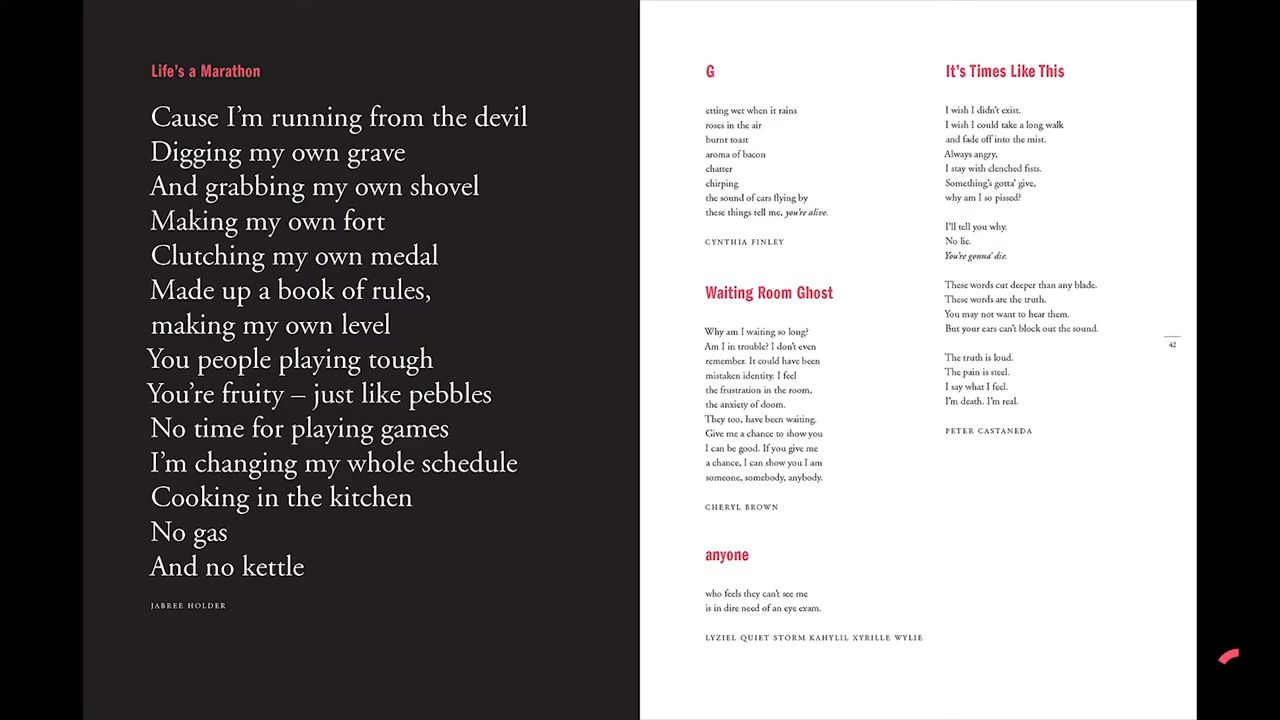 Life's a Marathon
Cause I'm running from the devil
Digging my own grave
And grabbing my own shovel
Making my own fort
Clutching my own medal
Made up a book of rules,
making my own level
You people playing tough
You're fruity – just like pebbles
No time for playing games
I'm changing my whole schedule
Cooking in the kitchen
No gas
And no kettle
JABREE HOLDER
G
etting wet when it rains
roses in the air
burnt toast
aroma of bacon
chatter
chirping
the sound of cars flying by
these things tell me, you're alive.
CYNTHIA FINLEY
Waiting Room Ghost
Why am I waiting so long?
Am I in trouble? I don't even
remember. It could have been
mistaken identity. I feel
the frustration in the room,
the anxiety of doom.
They too, have been waiting.
Give me a chance to show you
I can be good. If you give me
a chance, I can show you I am
someone, somebody, anybody.
CHERYL BROWN
anyone
who feels they can't see me
is in dire need of an eye exam.
LYZIEL QUIET STORM KAHYLIL XYRILLE WYLIE
It's Times Like This
I wish I didn't exist.
I wish I could take a long walk
and fade off into the mist.
Always angry,
I stay with clenched fists.
Something's gotta' give,
why am I so pissed?
I'll tell you why.
No lie.
You're gonna' die.
These words cut deeper than any blade.
These words are the truth.
You may not want to hear them.
But your ears can't block out the sound.
The truth is loud.
The pain is steel.
I say what I feel.
I'm death. I'm real.
PETER CASTANEDA
42